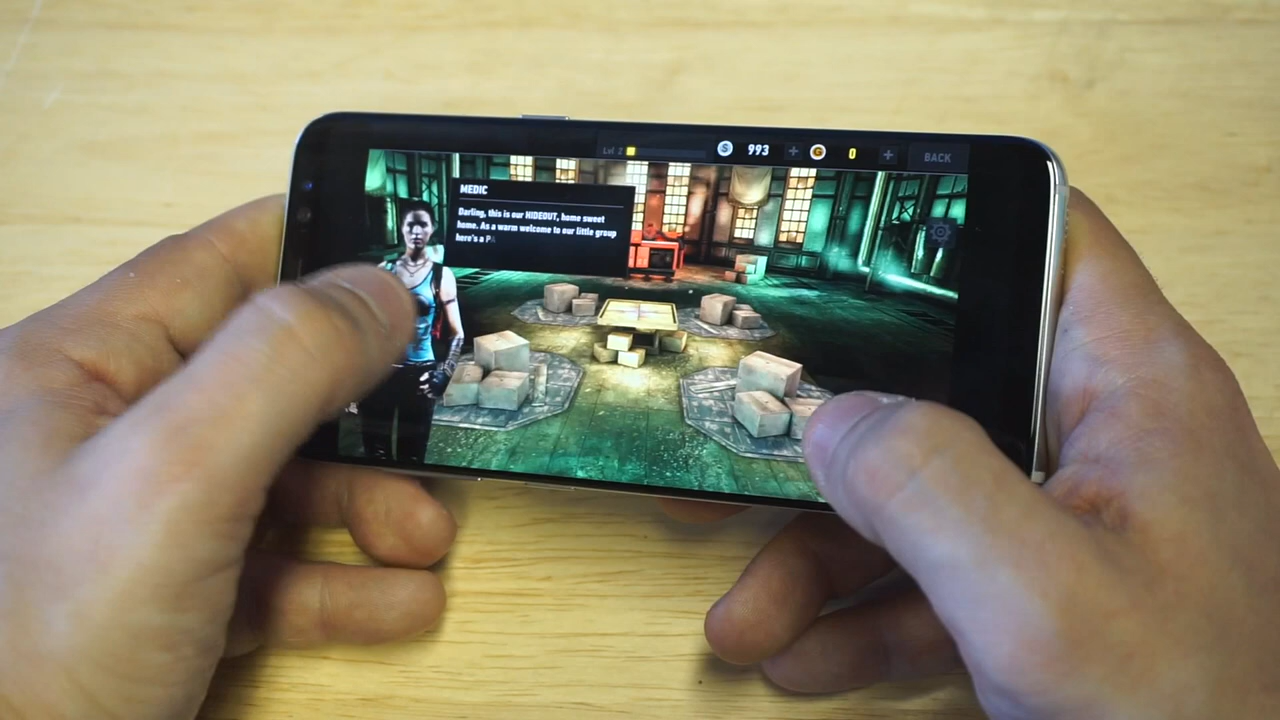 Lvl 2 S 993 + G 0 + BACK
MEDIC
Darling, this is our HIDEOUT, home sweet
home. As a warm welcome to our little group
here's a PA